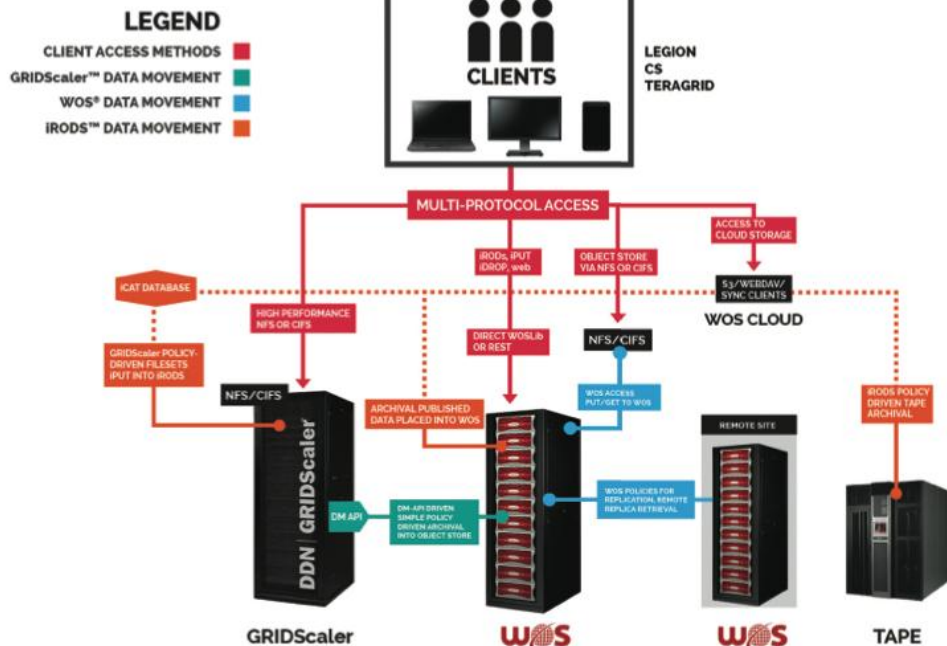 LEGEND
CLIENT ACCESS METHODS
GRIDScaler™ DATA MOVEMENT
WOS® DATA MOVEMENT
iRODS™ DATA MOVEMENT
CLIENTS
LEGION
CS
TERAGRID
MULTI-PROTOCOL ACCESS
ACCESS TO
CLOUD STORAGE
iRODs, iPUT
iDROP, web
OBJECT STORE
VIA NFS OR CIFS
iCAT DATABASE
S3/WEBDAV/
SYNC CLIENTS
WOS CLOUD
HIGH PERFORMANCE
NFS OR CIFS
DIRECT WOSLib
OR REST
NFS/CIFS
GRIDScaler POLICY-
DRIVEN FILESETS
iPUT INTO iRODS
NFS/CIFS
ARCHIVAL PUBLISHED
DATA PLACED INTO WOS
WOS ACCESS
PUT/GET TO WOS
iRODS POLICY
DRIVEN TAPE
ARCHIVAL
REMOTE SITE
DDN | GRIDScaler
DM API
DM-API DRIVEN
SIMPLE POLICY
DRIVEN ARCHIVAL
INTO OBJECT STORE
WOS POLICIES FOR
REPLICATION, REMOTE
REPLICA RETRIEVAL
GRIDScaler
WOS
WOS
TAPE